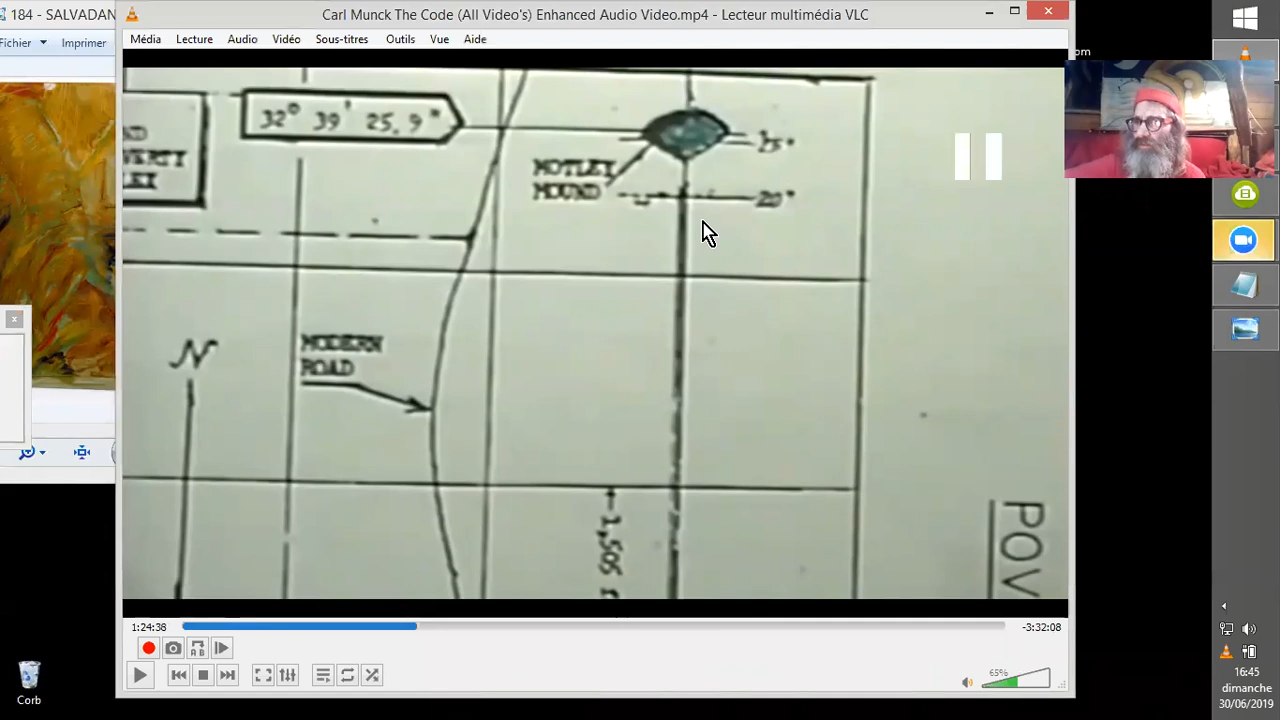 184 - SALVADAN
Fichier
Imprimer
Carl Munck The Code (All Video's) Enhanced Audio Video.mp4 - Lecteur multimédia VLC
Média
Lecture
Audio
Vidéo
Sous-titres
Outils
Vue
Aide
om
32° 39' 25.9"
MOTLEY
MOUND
20"
N
MODERN
ROAD
POV
1:24:38
-3:32:08
65%
Corb
16:45
dimanche
30/06/2019